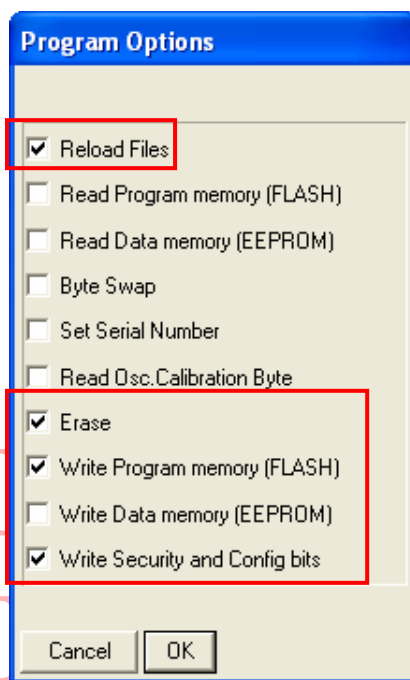 Program Options
Reload Files
Read Program memory (FLASH)
Read Data memory (EEPROM)
Byte Swap
Set Serial Number
Read Osc.Calibration Byte
Erase
Write Program memory (FLASH)
Write Data memory (EEPROM)
Write Security and Config bits
Cancel OK